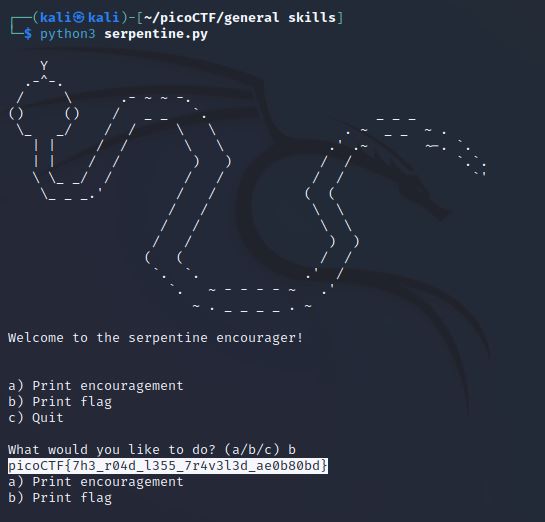 (kali㉿kali)-[~/picoCTF/general skills]
$ python3 serpentine.py
Welcome to the serpentine encourager!
a) Print encouragement
b) Print flag
c) Quit
What would you like to do? (a/b/c) b
picoCTF{7h3_r04d_l355_7r4v3l3d_ae0b80bd}
a) Print encouragement
b) Print flag